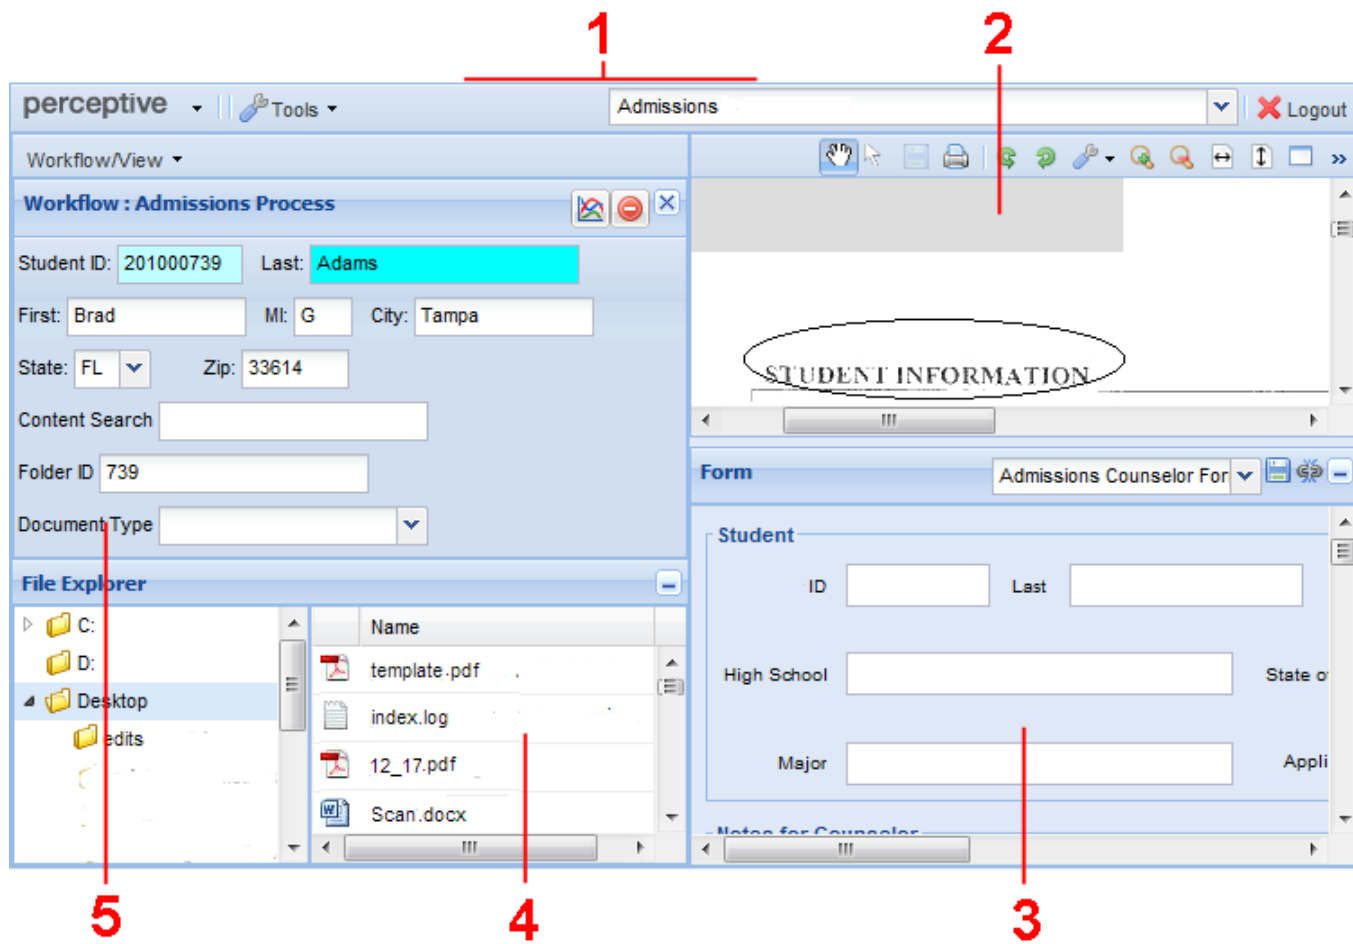 1
2
perceptive Tools Admissions Logout
Workflow/View
Workflow : Admissions Process
Student ID: 201000739 Last: Adams
First: Brad MI: G City: Tampa
State: FL Zip: 33614
Content Search
Folder ID 739
Document Type
File Explorer
C:
D:
Desktop
edits
Name
template.pdf
index.log
12_17.pdf
Scan.docx
STUDENT INFORMATION
Form Admissions Counselor For
Student
ID Last
High School State o
Major Appli
Notes for Counselor
5
4
3